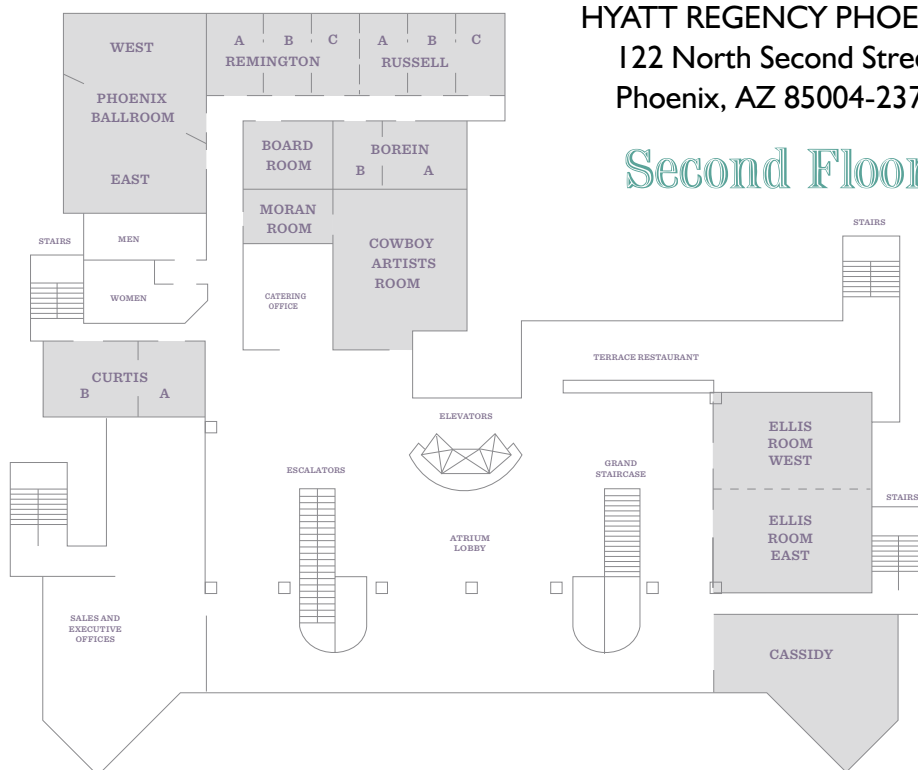 HYATT REGENCY PHOE
122 North Second Stree
Phoenix, AZ 85004-237
Second Floor
WEST
PHOENIX
BALLROOM
EAST
A B C
REMINGTON
A B C
RUSSELL
BOARD
ROOM
BOREIN
B A
MORAN
ROOM
COWBOY
ARTISTS
ROOM
STAIRS
MEN
WOMEN
CATERING
OFFICE
STAIRS
TERRACE RESTAURANT
CURTIS
B A
ELEVATORS
ESCALATORS
GRAND
STAIRCASE
ELLIS
ROOM
WEST
STAIRS
ELLIS
ROOM
EAST
ATRIUM
LOBBY
SALES AND
EXECUTIVE
OFFICES
CASSIDY